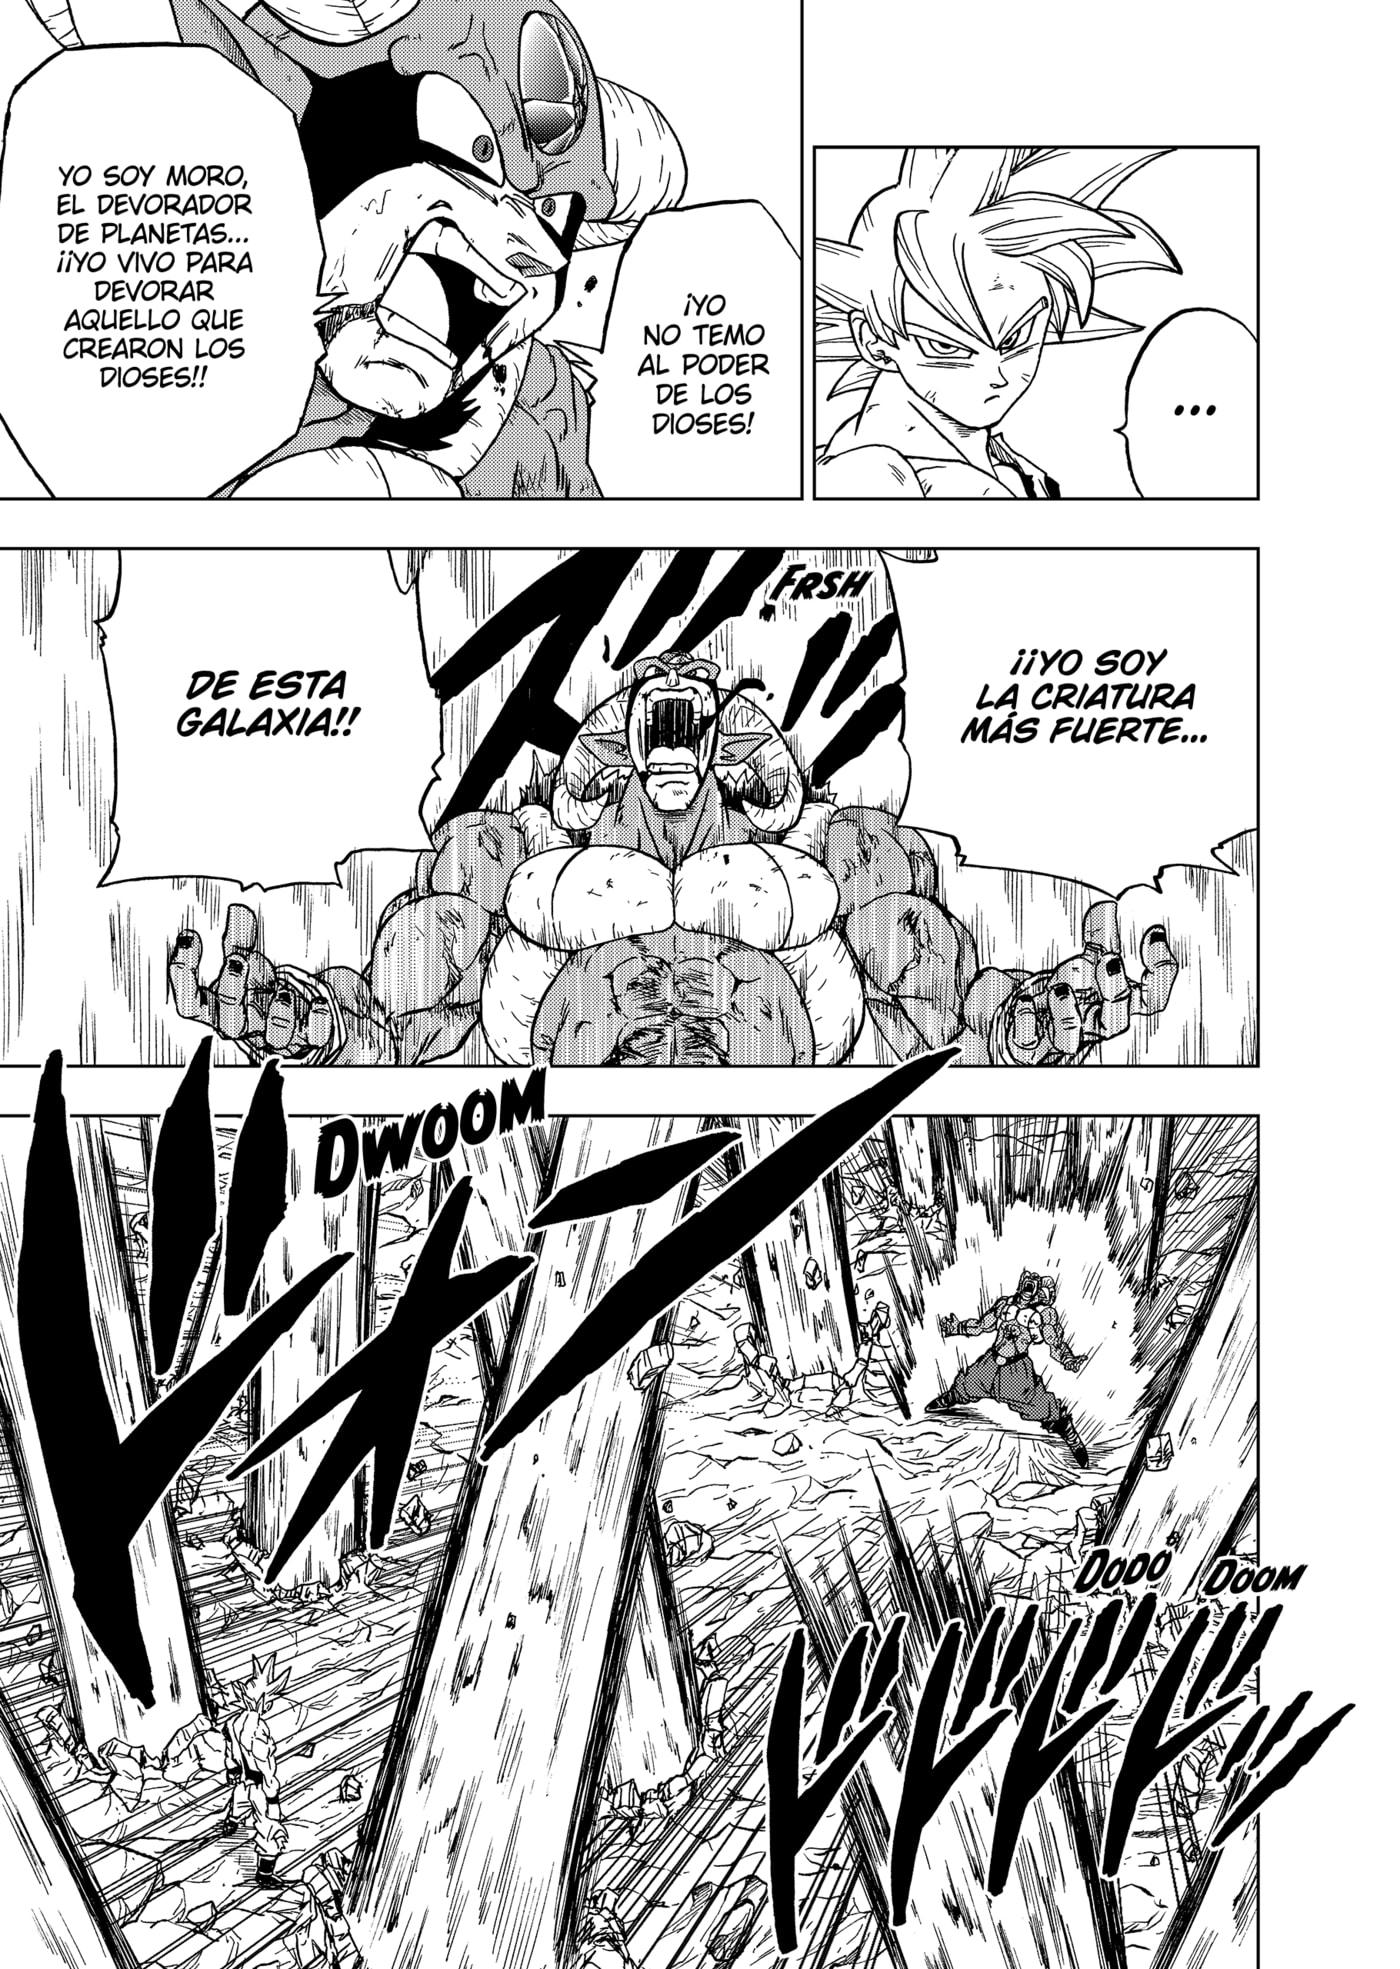 ...
¡YO
NO TEMO
AL PODER
DE LOS
DIOSES!
YO SOY MORO,
EL DEVORADOR
DE PLANETAS...
¡¡YO VIVO PARA
DEVORAR
AQUELLO QUE
CREARON LOS
DIOSES!!
FRSH
¡¡YO SOY
LA CRIATURA
MÁS FUERTE...
DE ESTA
GALAXIA!!
DWOOM
DODO DOOM